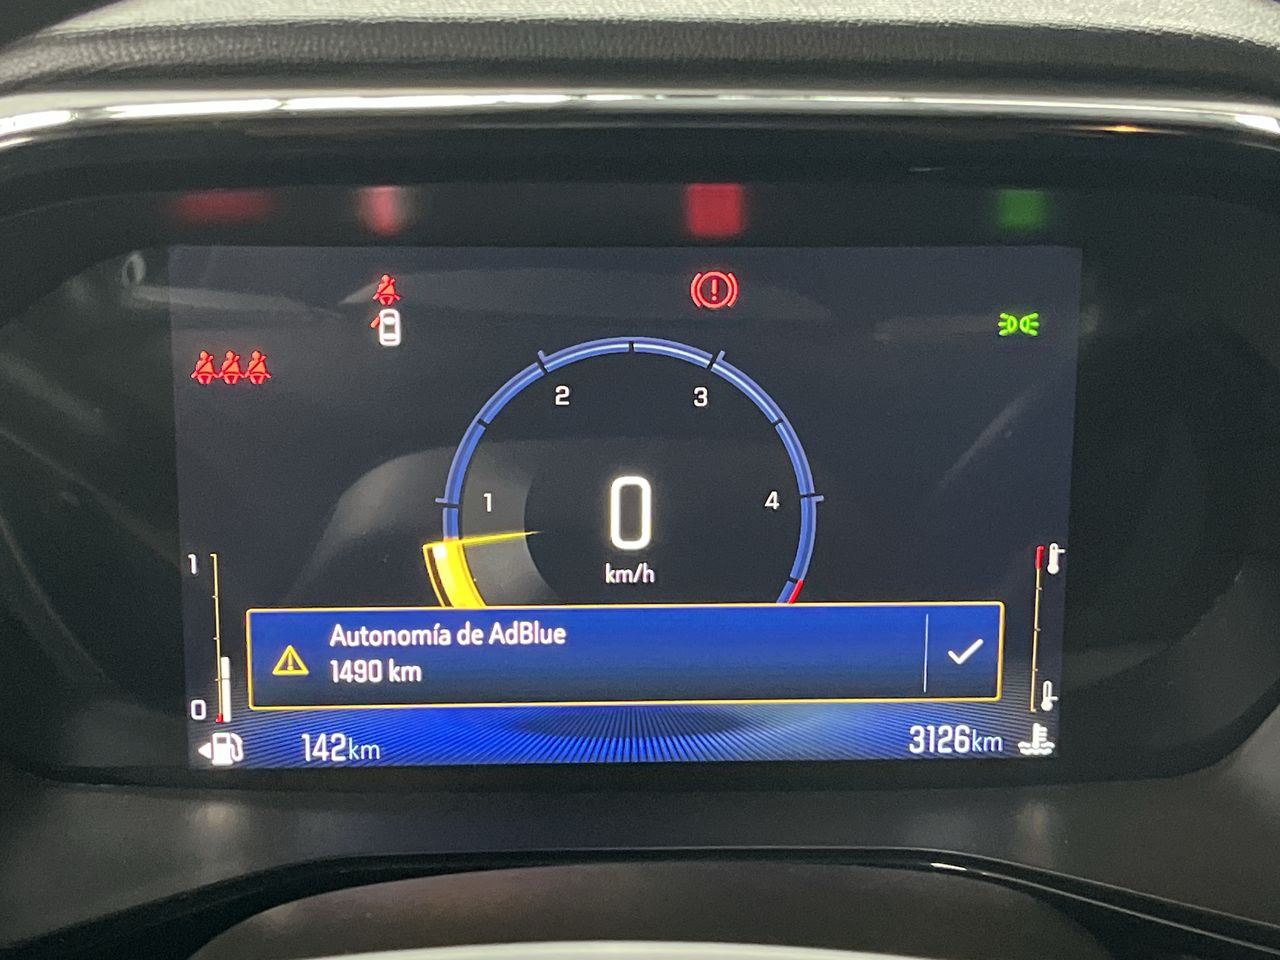 2
3
1
4
0
km/h
1
Autonomía de AdBlue
1490 km
0
142km
3126km